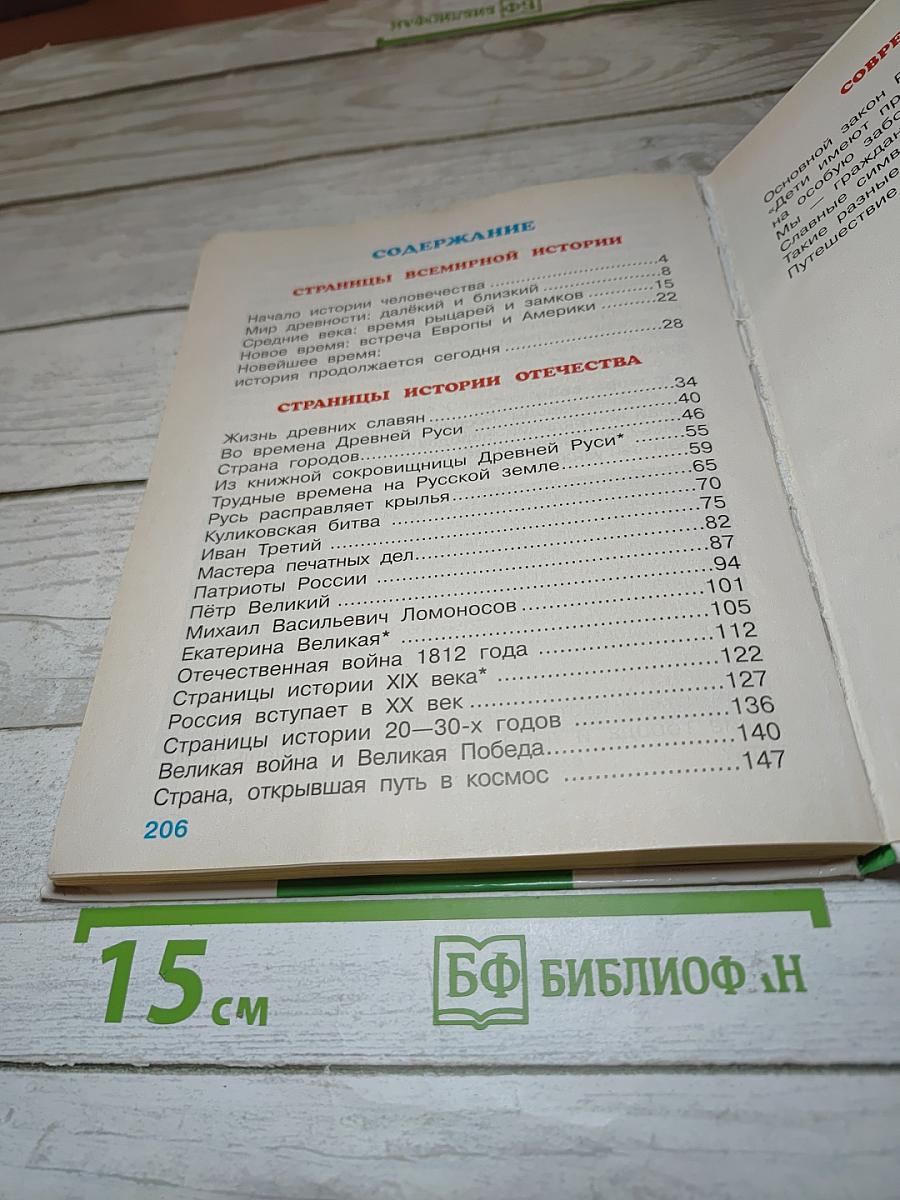 БФ БИБЛИОФАН
СОДЕРЖАНИЕ
СТРАНИЦЫ ВСЕМИРНОЙ ИСТОРИИ
Начало истории человечества ..........4
Мир древности: далёкий и близкий ..........8
Средние века: время рыцарей и замков ..........15
Новое время: встреча Европы и Америки ..........22
Новейшее время:
история продолжается сегодня ..........28
СТРАНИЦЫ ИСТОРИИ ОТЕЧЕСТВА
Жизнь древних славян ..........34
Во времена Древней Руси ..........40
Страна городов..........46
Из книжной сокровищницы Древней Руси* ..........55
Трудные времена на Русской земле..........59
Русь расправляет крылья..........65
Куликовская битва ..........70
Иван Третий ..........75
Мастера печатных дел..........82
Патриоты России ..........87
Пётр Великий ..........94
Михаил Васильевич Ломоносов ..........101
Екатерина Великая* ..........105
Отечественная война 1812 года ..........112
Страницы истории XIX века* ..........122
Россия вступает в XX век ..........127
Страницы истории 20—30-х годов ..........136
Великая война и Великая Победа..........140
Страна, открывшая путь в космос ..........147
206
СОВРЕ
Основной закон
«Дети имеют пр
на особую забо
Мы — граждан
Славные симв
Такие разные
Путешествие
15 см
БФ БИБЛИОФ АН